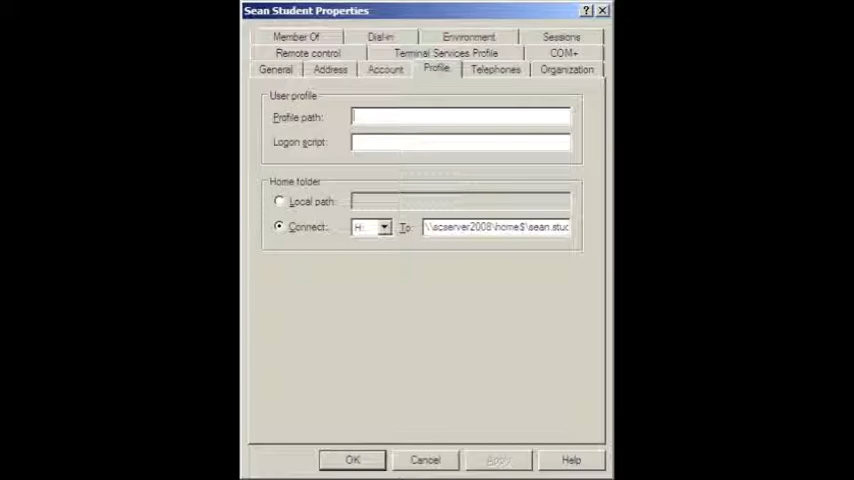 Sean Student Properties
Member Of Dial-in Environment Sessions
Remote control Terminal Services Profile COM+
General Address Account Profile Telephones Organization
User profile
Profile path:
Logon script:
Home folder
Local path:
Connect: H: To: \\scserver2008\home$\sean.stud
OK Cancel Apply Help